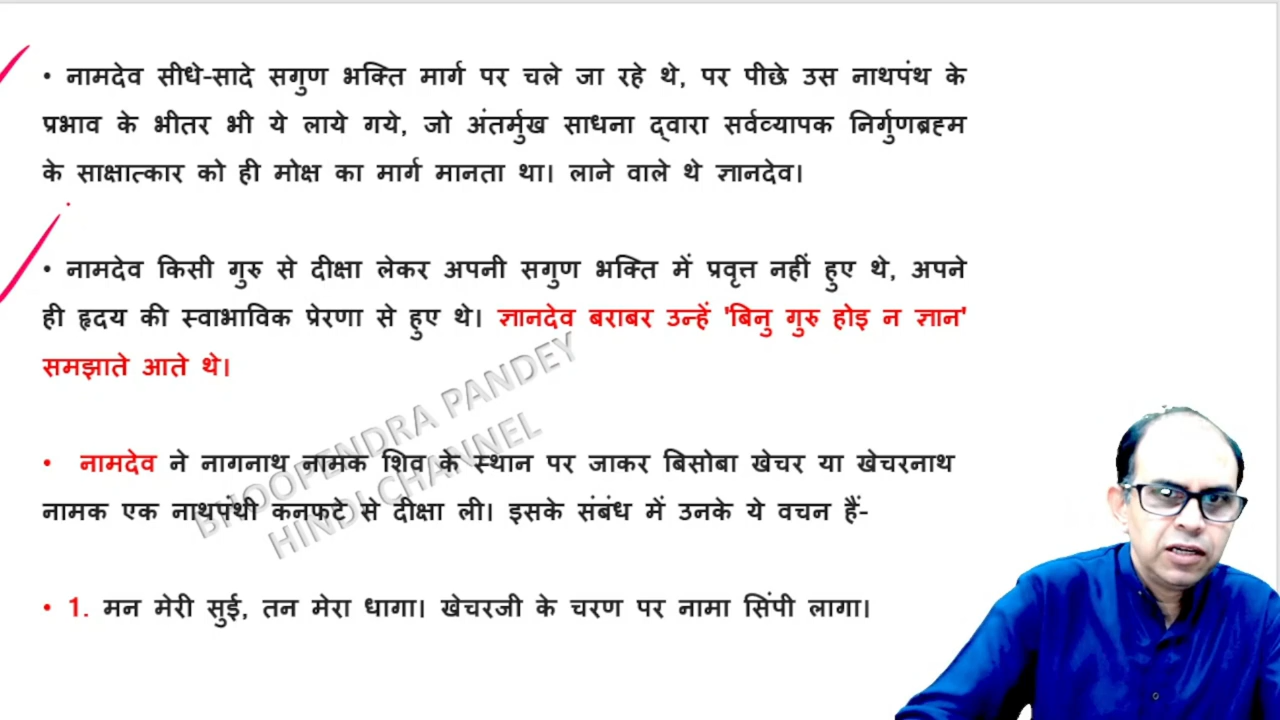 • नामदेव सीधे-सादे सगुण भक्ति मार्ग पर चले जा रहे थे, पर पीछे उस नाथपंथ के
प्रभाव के भीतर भी ये लाये गये, जो अंतर्मुख साधना द्वारा सर्वव्यापक निर्गुणब्रह्म
के साक्षात्कार को ही मोक्ष का मार्ग मानता था। लाने वाले थे ज्ञानदेव।
• नामदेव किसी गुरु से दीक्षा लेकर अपनी सगुण भक्ति में प्रवृत्त नहीं हुए थे, अपने
ही हृदय की स्वाभाविक प्रेरणा से हुए थे। ज्ञानदेव बराबर उन्हें 'बिनु गुरु होइ न ज्ञान'
समझाते आते थे।
• नामदेव ने नागनाथ नामक शिव के स्थान पर जाकर बिसोबा खेचर या खेचरनाथ
नामक एक नाथपंथी कनफटे से दीक्षा ली। इसके संबंध में उनके ये वचन हैं-
• 1. मन मेरी सुई, तन मेरा धागा। खेचरजी के चरण पर नामा सिंपी लागा।
BHOOPENDRA PANDEY
HINDI CHANNEL